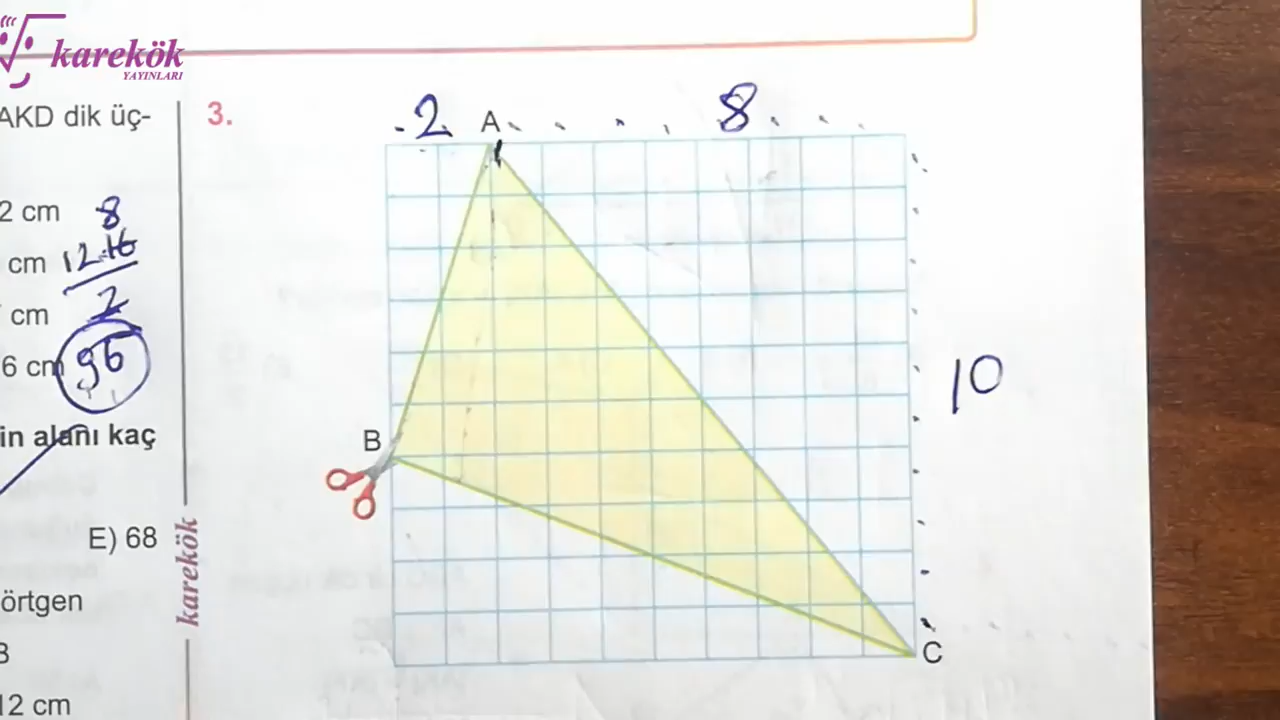 karekök
YAYINLARI
AKD dik üç-
2 cm
cm
cm
6 cm
in alanı kaç
E) 68
örtgen
B
12 cm
8
12.16
2
96
karekök
3.
2
A
8
B
10
C